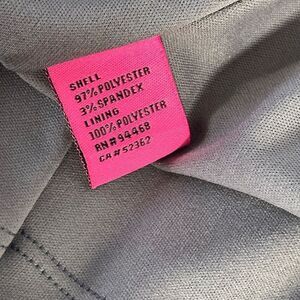 SHELL
97% POLYESTER
3% SPANDEX
LINING
100% POLYESTER
RN# 94468
CA# 52362